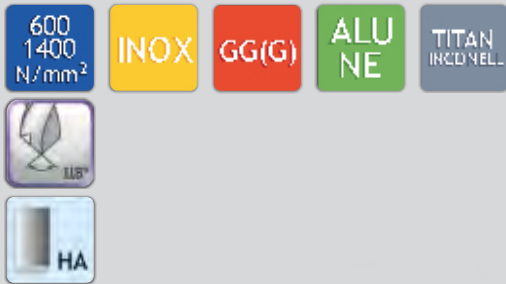 600
1400
N/mm²
INOX
GG(G)
ALU
NE
TITAN
INCONELL
118°
HA